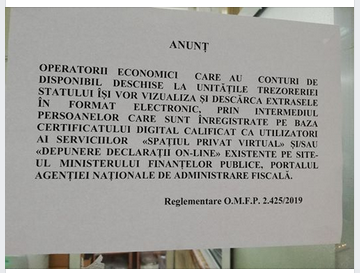 ANUNȚ
OPERATORII ECONOMICI CARE AU CONTURI DE
DISPONIBIL DESCHISE LA UNITĂȚILE TREZORERIEI
STATULUI ÎȘI VOR VIZUALIZA ȘI DESCĂRCA EXTRASELE
ÎN FORMAT ELECTRONIC, PRIN INTERMEDIUL
PERSOANELOR CARE SUNT ÎNREGISTRATE PE BAZA
CERTIFICATULUI DIGITAL CALIFICAT CA UTILIZATORI
AI SERVICIILOR «SPAȚIUL PRIVAT VIRTUAL» ȘI/SAU
«DEPUNERE DECLARAȚII ON-LINE» EXISTENTE PE SITE-
UL MINISTERULUI FINANȚELOR PUBLICE, PORTALUL
AGENȚIEI NAȚIONALE DE ADMINISTRARE FISCALĂ.
Reglementare O.M.F.P. 2.425/2019